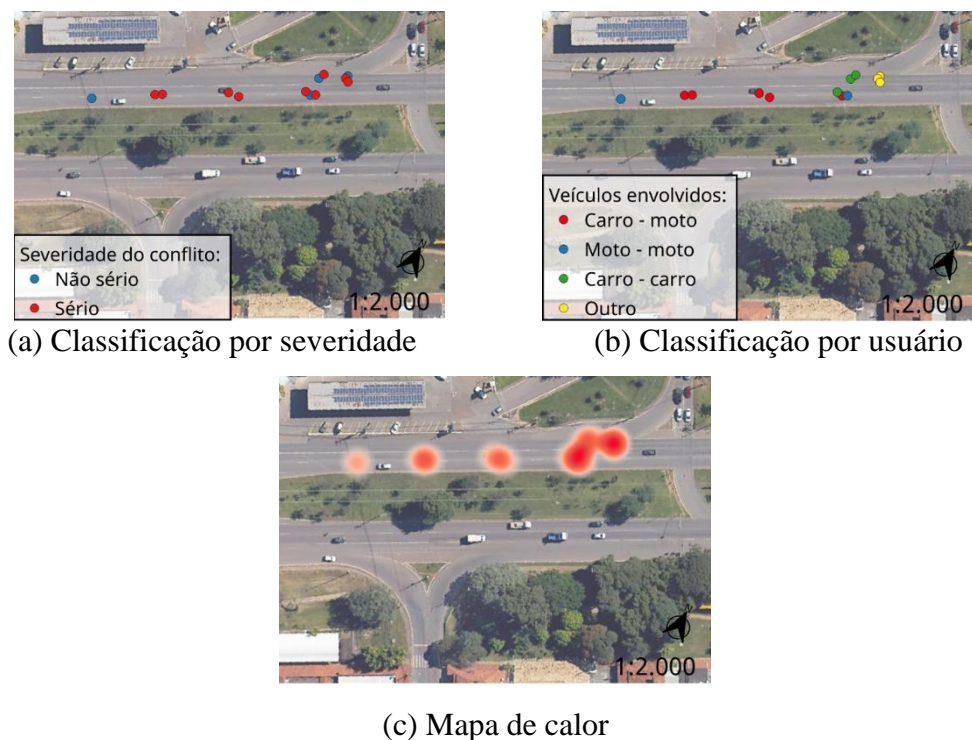 Severidade do conflito:
Não sério
Sério
1:2.000
(a) Classificação por severidade
Veículos envolvidos:
Carro - moto
Moto - moto
Carro - carro
Outro
1:2.000
(b) Classificação por usuário
1:2.000
(c) Mapa de calor